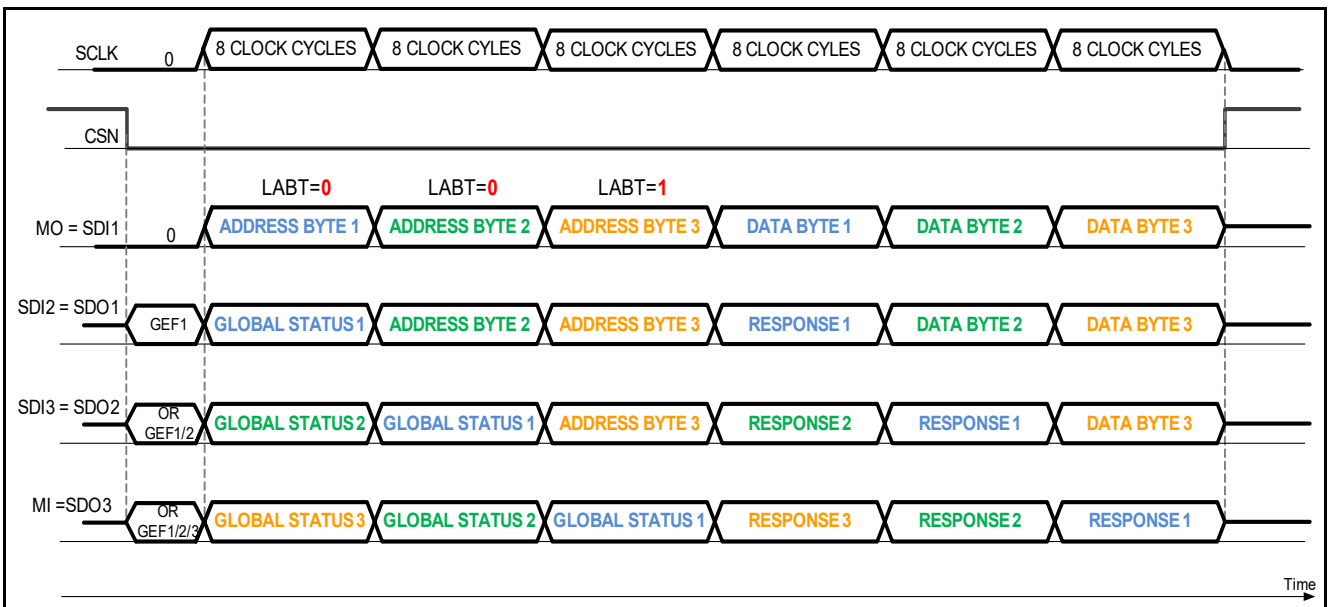 SCLK 0 8 CLOCK CYCLES 8 CLOCK CYLES 8 CLOCK CYCLES 8 CLOCK CYLES 8 CLOCK CYCLES 8 CLOCK CYLES
CSN
LABT=0 LABT=0 LABT=1
MO = SDI1 0 ADDRESS BYTE 1 ADDRESS BYTE 2 ADDRESS BYTE 3 DATA BYTE 1 DATA BYTE 2 DATA BYTE 3
SDI2 = SDO1 GEF1 GLOBAL STATUS 1 ADDRESS BYTE 2 ADDRESS BYTE 3 RESPONSE 1 DATA BYTE 2 DATA BYTE 3
SDI3 = SDO2 OR GEF1/2 GLOBAL STATUS 2 GLOBAL STATUS 1 ADDRESS BYTE 3 RESPONSE 2 RESPONSE 1 DATA BYTE 3
MI =SDO3 OR GEF1/2/3 GLOBAL STATUS 3 GLOBAL STATUS 2 GLOBAL STATUS 1 RESPONSE 3 RESPONSE 2 RESPONSE 1
Time